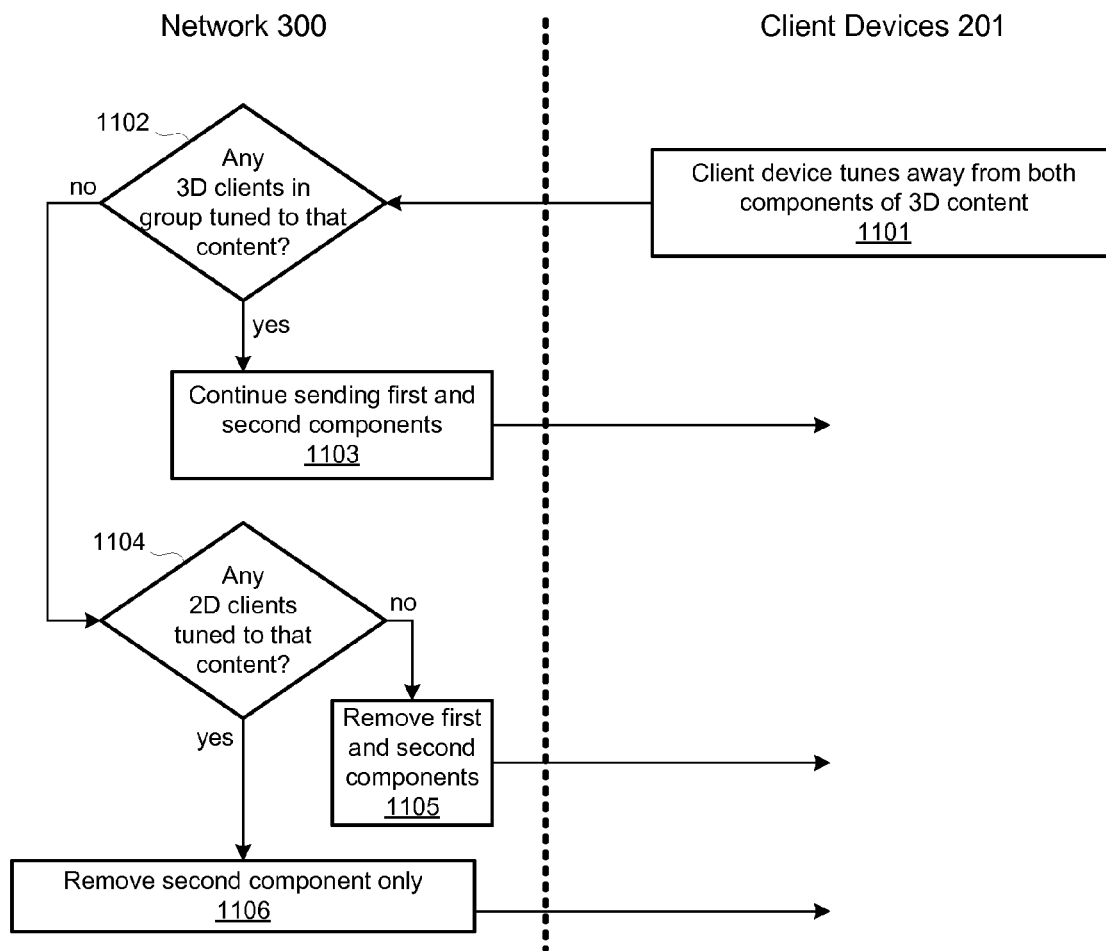 Network 300
Client Devices 201
1102
Any
3D clients in
group tuned to that
content?
no
yes
Client device tunes away from both
components of 3D content
1101
Continue sending first and
second components
1103
1104
Any
2D clients
tuned to that
content?
no
yes
Remove first
and second
components
1105
Remove second component only
1106